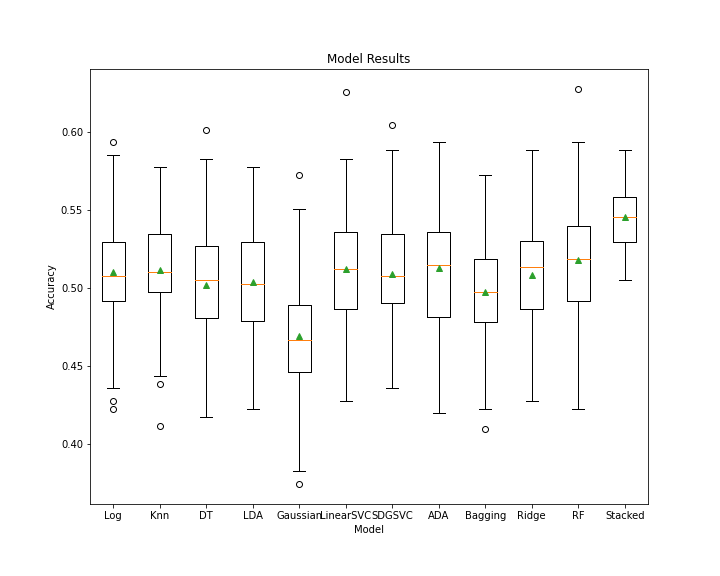 Model Results
Accuracy
0.60
0.55
0.50
0.45
0.40
Log Knn DT LDA Gaussian LinearSVC SDGSVC ADA Bagging Ridge RF Stacked
Model